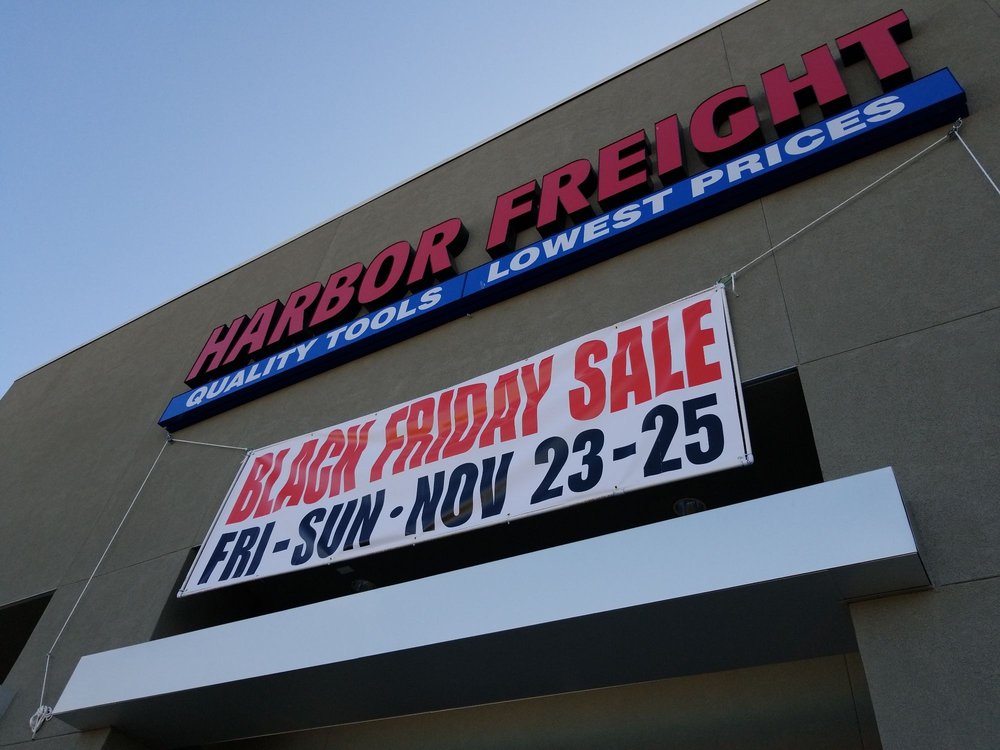 HARBOR FREIGHT
QUALITY TOOLS LOWEST PRICES
BLACK FRIDAY SALE
FRI-SUN·NOV 23-25